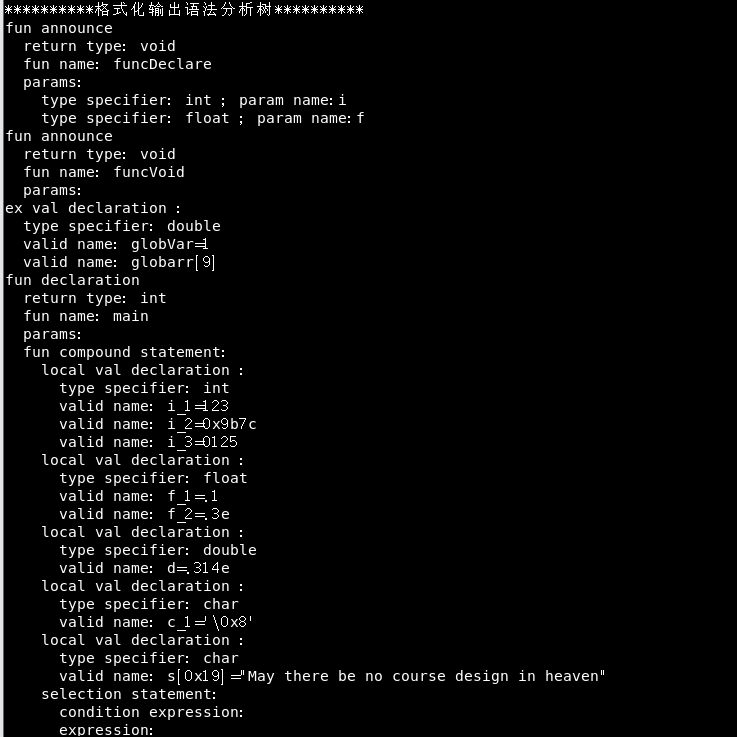 **********格式化输出语法分析树**********
fun announce
  return type: void
  fun name: funcDeclare
  params:
    type specifier: int ; param name:i
    type specifier: float ; param name:f
fun announce
  return type: void
  fun name: funcVoid
  params:
ex val declaration :
  type specifier: double
  valid name: globVar=1
  valid name: globarr[9]
fun declaration
  return type: int
  fun name: main
  params:
  fun compound statement:
    local val declaration :
      type specifier: int
      valid name: i_1=123
      valid name: i_2=0x9b7c
      valid name: i_3=0125
    local val declaration :
      type specifier: float
      valid name: f_1=.1
      valid name: f_2=.3e
    local val declaration :
      type specifier: double
      valid name: d=.314e
    local val declaration :
      type specifier: char
      valid name: c_1='\0x8'
    local val declaration :
      type specifier: char
      valid name: s[0x19]="May there be no course design in heaven"
    selection statement:
      condition expression:
      expression: